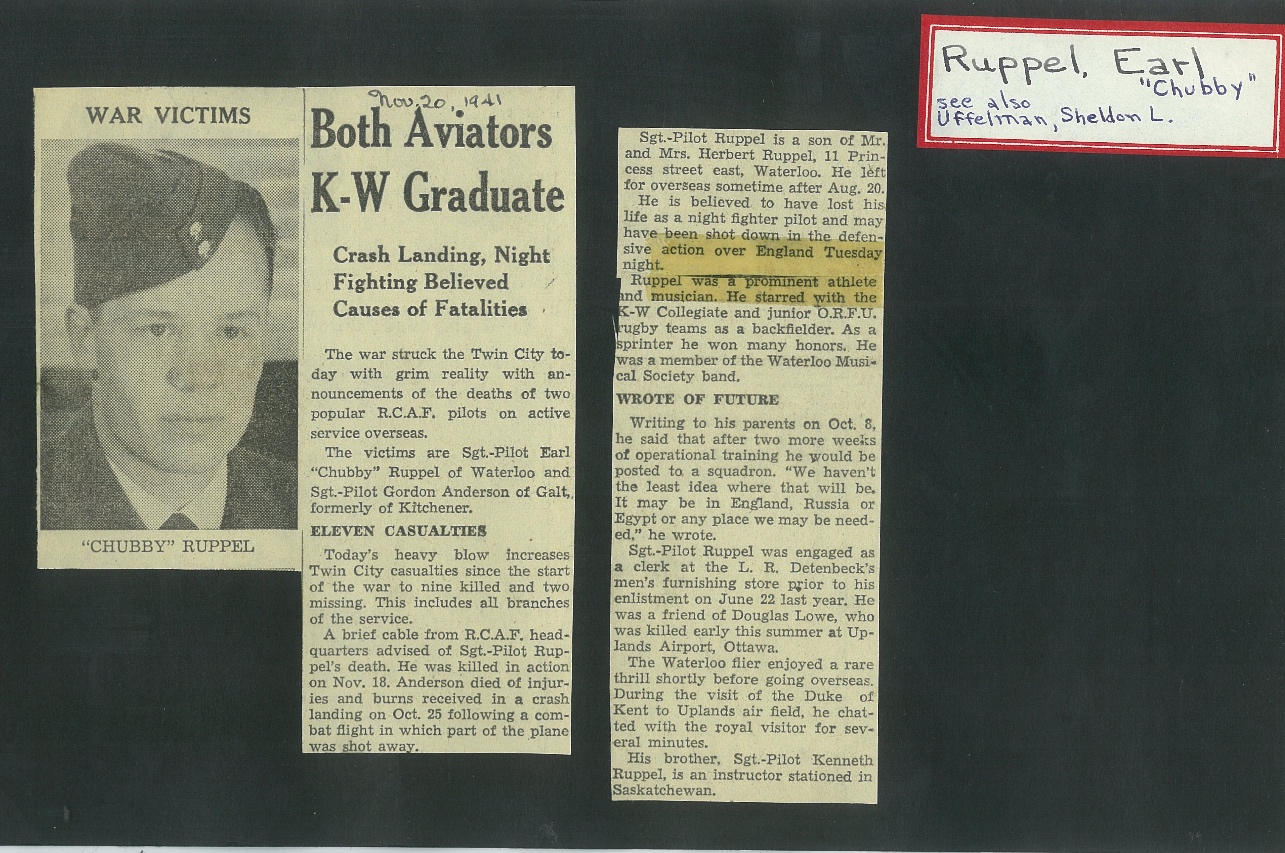 Ruppel, Earl
"Chubby"
see also
Uffelman, Sheldon L.
WAR VICTIMS
"CHUBBY" RUPPEL
Nov. 20, 1941
Both Aviators
K-W Graduate
Crash Landing, Night
Fighting Believed
Causes of Fatalities
The war struck the Twin City to-
day with grim reality with an-
nouncements of the deaths of two
popular R.C.A.F. pilots on active
service overseas.
The victims are Sgt.-Pilot Earl
"Chubby" Ruppel of Waterloo and
Sgt.-Pilot Gordon Anderson of Galt,
formerly of Kitchener.
ELEVEN CASUALTIES
Today's heavy blow increases
Twin City casualties since the start
of the war to nine killed and two
missing. This includes all branches
of the service.
A brief cable from R.C.A.F. head-
quarters advised of Sgt.-Pilot Rup-
pel's death. He was killed in action
on Nov. 18. Anderson died of injur-
ies and burns received in a crash
landing on Oct. 25 following a com-
bat flight in which part of the plane
was shot away.
Sgt.-Pilot Ruppel is a son of Mr.
and Mrs. Herbert Ruppel, 11 Prin-
cess street east, Waterloo. He left
for overseas sometime after Aug. 20.
He is believed to have lost his
life as a night fighter pilot and may
have been shot down in the defen-
sive action over England Tuesday
night.
Ruppel was a prominent athlete
and musician. He starred with the
K-W Collegiate and junior O.R.F.U.
rugby teams as a backfielder. As a
sprinter he won many honors. He
was a member of the Waterloo Musi-
cal Society band.
WROTE OF FUTURE
Writing to his parents on Oct. 8,
he said that after two more weeks
of operational training he would be
posted to a squadron. "We haven't
the least idea where that will be.
It may be in England, Russia or
Egypt or any place we may be need-
ed," he wrote.
Sgt.-Pilot Ruppel was engaged as
a clerk at the L. R. Detenbeck's
men's furnishing store prior to his
enlistment on June 22 last year. He
was a friend of Douglas Lowe, who
was killed early this summer at Up-
lands Airport, Ottawa.
The Waterloo flier enjoyed a rare
thrill shortly before going overseas.
During the visit of the Duke of
Kent to Uplands air field, he chat-
ted with the royal visitor for sev-
eral minutes.
His brother, Sgt.-Pilot Kenneth
Ruppel, is an instructor stationed in
Saskatchewan.